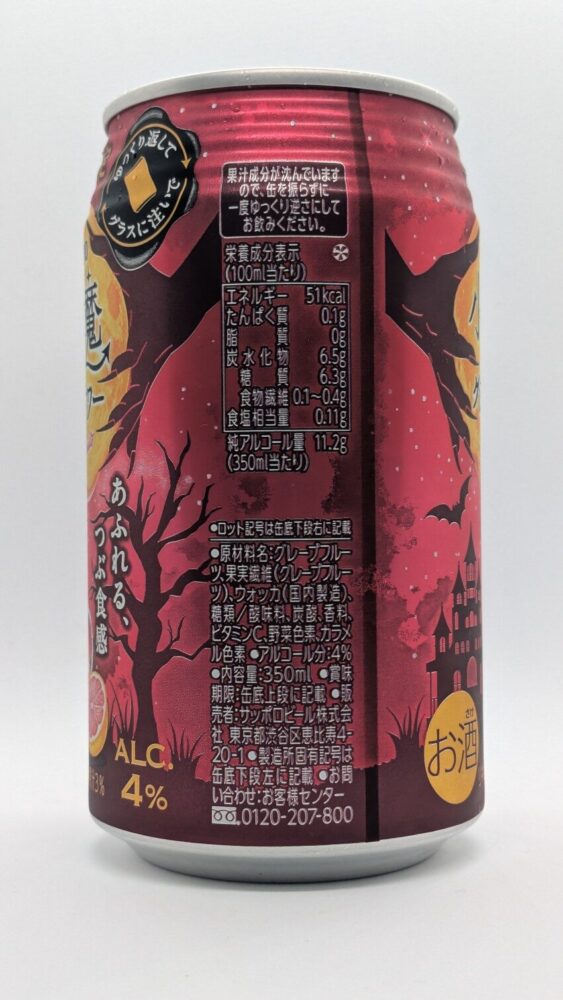 ゆっくり返して
グラスに注いで
果汁成分が沈んでいます
ので、缶を振らずに
一度ゆっくり逆さにして
お飲みください。
栄養成分表示
(100ml当たり)
エネルギー 51kcal
たんぱく質 0.1g
脂質 0g
炭水化物 6.5g
糖質 6.3g
食物繊維 0.1~0.4g
食塩相当量 0.11g
純アルコール量 11.2g
(350ml当たり)
魔
ワー
あふれる、
つぶ食感
●ロット記号は缶底下段右に記載
●原材料名:グレープフルー
ツ、果実繊維(グレープフルー
ツ)、ウォッカ(国内製造)、
糖類/酸味料、炭酸、香料、
ビタミンC、野菜色素、カラメ
ル色素 ●アルコール分:4%
●内容量:350ml ●賞味
期限:缶底上段に記載 ●販
売者:サッポロビール株式会
社 東京都渋谷区恵比寿4-
20-1 ●製造所固有記号は
缶底下段左に記載 ●お問
い合わせ:お客様センター
0120-207-800
ALC.
4%
3%
さけ
お酒